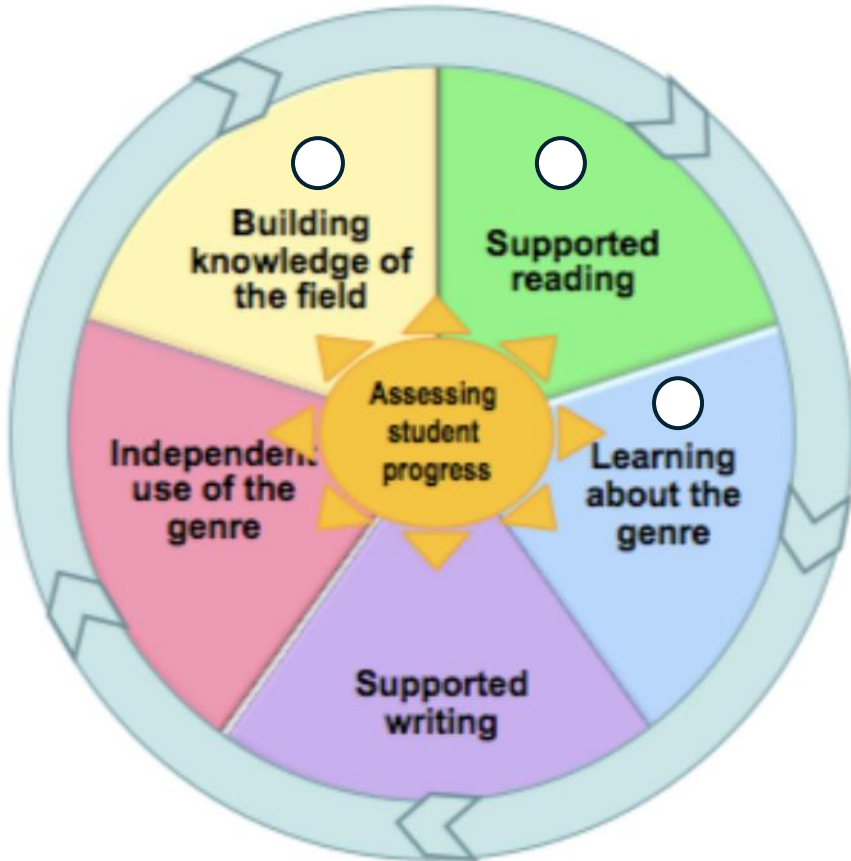 Building
knowledge of
the field
Supported
reading
Learning
about the
genre
Supported
writing
Independent
use of the
genre
Assessing
student
progress